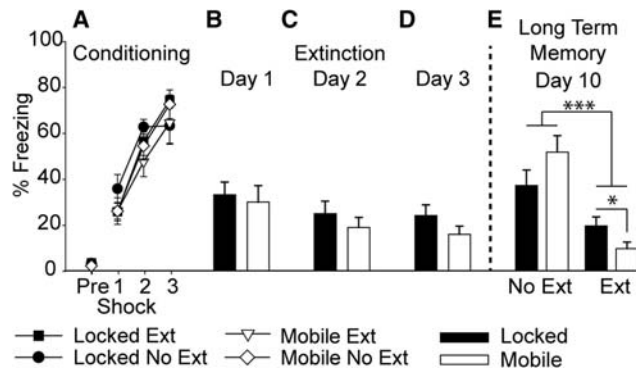 A B C D E
Conditioning Extinction Long Term
Memory
Day 1 Day 2 Day 3 Day 10
% Freezing
100
80
60
40
20
0
***
*
Pre 1 2 3
Shock
No Ext Ext
Locked Ext Mobile Ext Locked
Locked No Ext Mobile No Ext Mobile